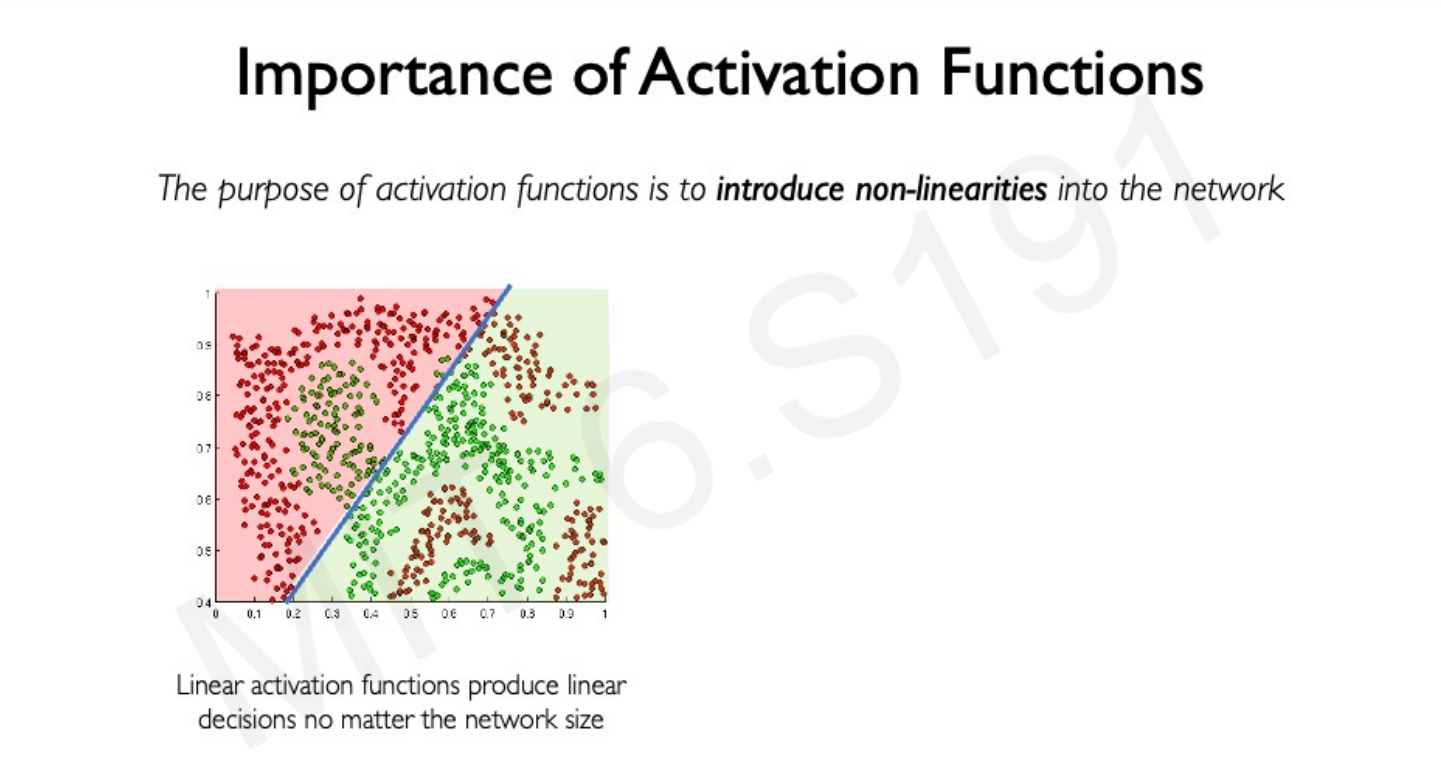 Importance of Activation Functions
The purpose of activation functions is to introduce non-linearities into the network
MIT 6.S191
1
0.9
0.8
0.7
0.6
0.5
0.4
0 0.1 0.2 0.3 0.4 0.5 0.6 0.7 0.8 0.9 1
Linear activation functions produce linear
decisions no matter the network size